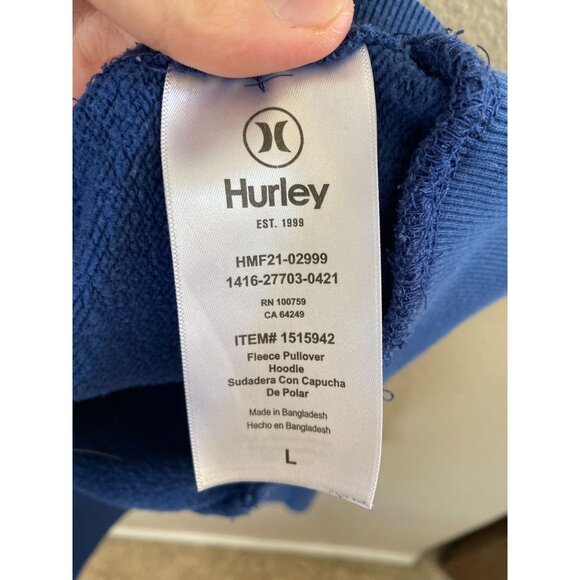 Hurley
EST. 1999
HMF21-02999
1416-27703-0421
RN 100759
CA 64249
ITEM# 1515942
Fleece Pullover
Hoodie
Sudadera Con Capucha
De Polar
Made in Bangladesh
Hecho en Bangladesh
L